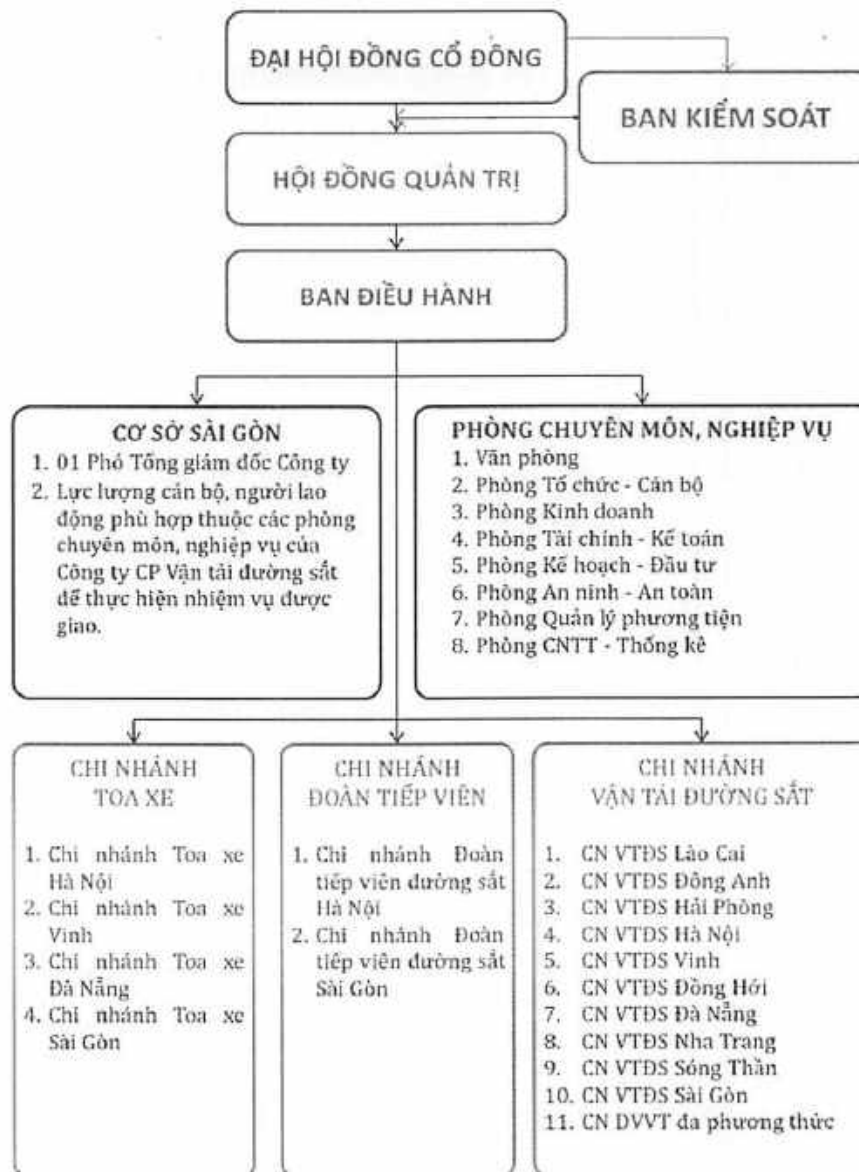 ĐẠI HỘI ĐỒNG CỔ ĐÔNG
BAN KIỂM SOÁT
HỘI ĐỒNG QUẢN TRỊ
BAN ĐIỀU HÀNH
CƠ SỞ SÀI GÒN
1. 01 Phó Tổng giám đốc Công ty
2. Lực lượng cán bộ, người lao
động phù hợp thuộc các phòng
chuyên môn, nghiệp vụ của
Công ty CP Vận tải đường sắt
để thực hiện nhiệm vụ được
giao.
PHÒNG CHUYÊN MÔN, NGHIỆP VỤ
1. Văn phòng
2. Phòng Tổ chức - Cán bộ
3. Phòng Kinh doanh
4. Phòng Tài chính - Kế toán
5. Phòng Kế hoạch - Đầu tư
6. Phòng An ninh - An toàn
7. Phòng Quản lý phương tiện
8. Phòng CNTT - Thống kê
CHI NHÁNH
TOA XE
1. Chi nhánh Toa xe
Hà Nội
2. Chi nhánh Toa xe
Vinh
3. Chi nhánh Toa xe
Đà Nẵng
4. Chi nhánh Toa xe
Sài Gòn
CHI NHÁNH
ĐOÀN TIẾP VIÊN
1. Chi nhánh Đoàn
tiếp viên đường sắt
Hà Nội
2. Chi nhánh Đoàn
tiếp viên đường sắt
Sài Gòn
CHI NHÁNH
VẬN TẢI ĐƯỜNG SẮT
1. CN VTĐS Lào Cai
2. CN VTĐS Đông Anh
3. CN VTĐS Hải Phòng
4. CN VTĐS Hà Nội
5. CN VTĐS Vinh
6. CN VTĐS Đồng Hới
7. CN VTĐS Đà Nẵng
8. CN VTĐS Nha Trang
9. CN VTĐS Sóng Thần
10. CN VTĐS Sài Gòn
11. CN DVVT đa phương thức